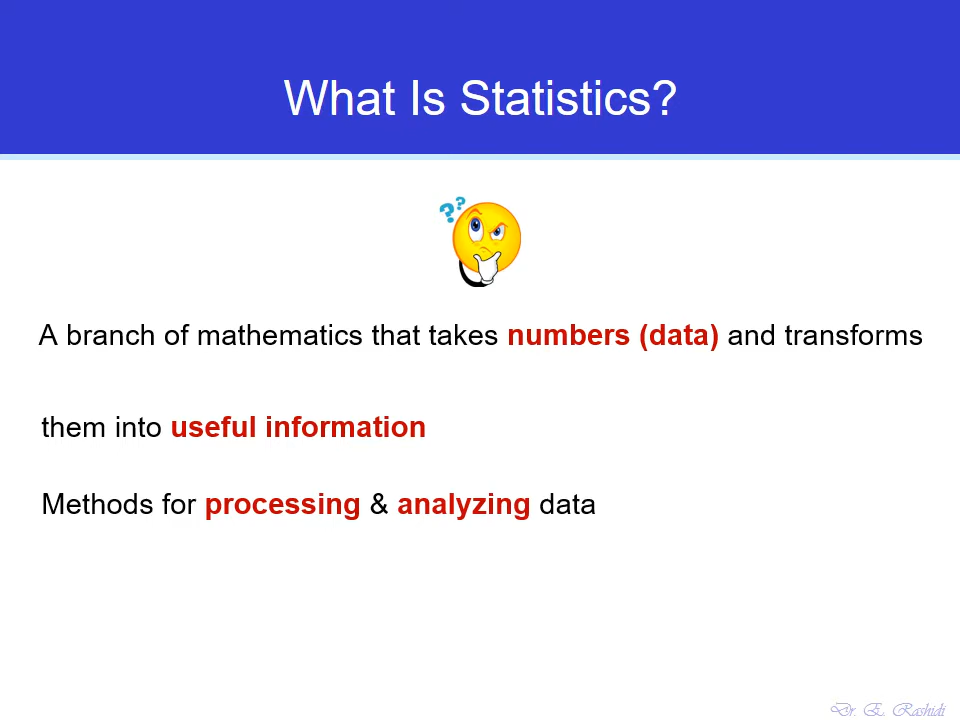 What Is Statistics?
? ?
A branch of mathematics that takes numbers (data) and transforms
them into useful information
Methods for processing & analyzing data
Dr. E. Rashidi